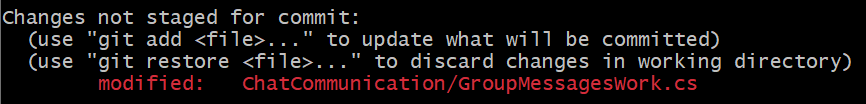 Changes not staged for commit:
  (use "git add <file>..." to update what will be committed)
  (use "git restore <file>..." to discard changes in working directory)
        modified:   ChatCommunication/GroupMessagesWork.cs